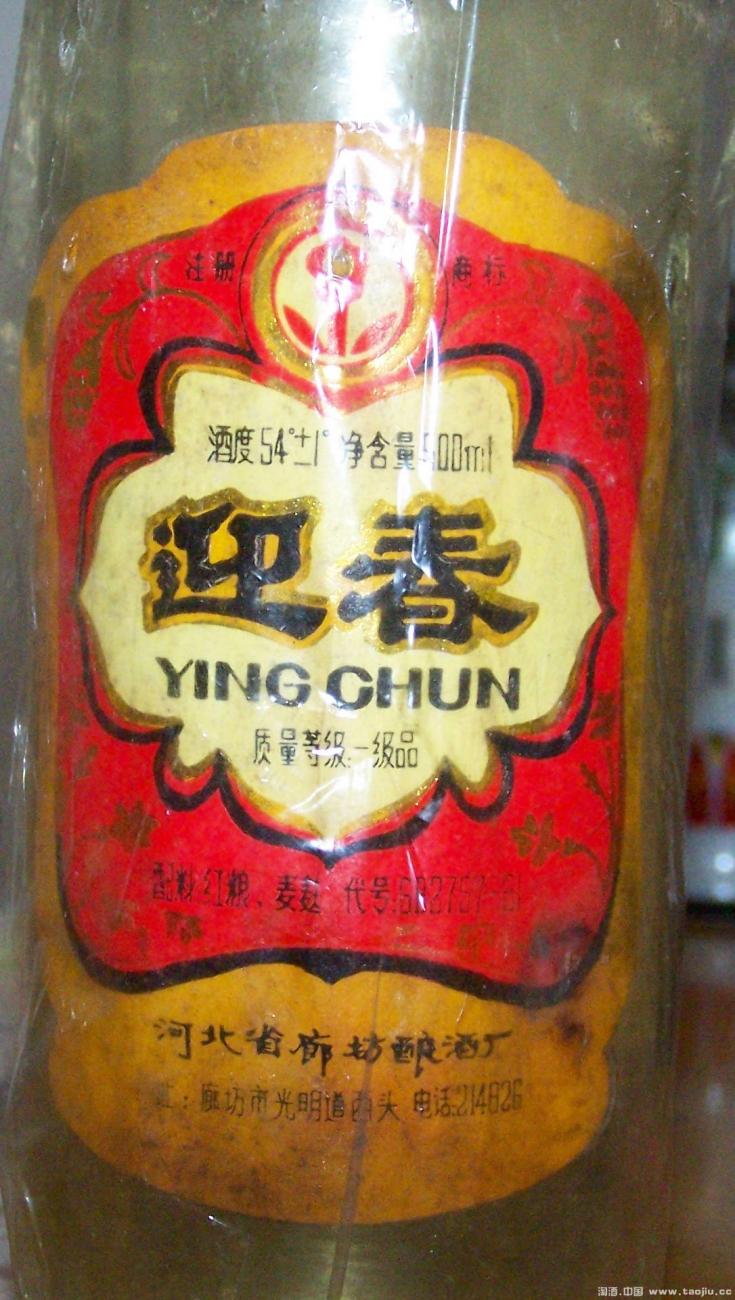 注册 商标
酒度54°±1° 净含量500ml
迎春
YING CHUN
质量等级:一级品
配料:红粮、麦麸 代号:
河北省廊坊酿酒厂
址:廊坊市光明道西头 电话:214826
淘酒.中国 www.taojiu.cc